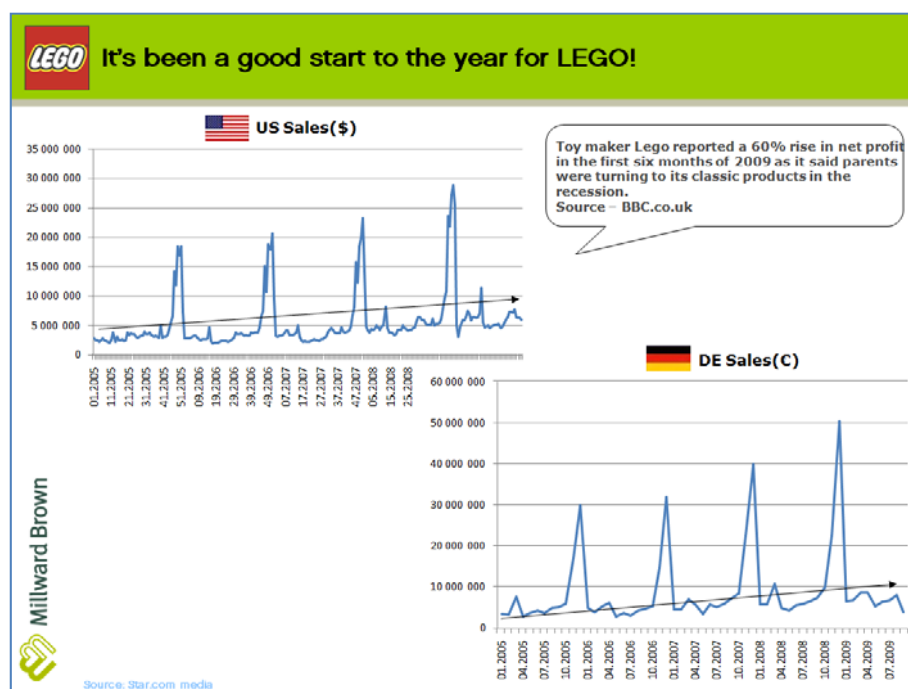 LEGO It's been a good start to the year for LEGO!
US Sales($)
35 000 000
30 000 000
25 000 000
20 000 000
15 000 000
10 000 000
5 000 000
0
01.2005
11.2005
21.2005
31.2005
41.2005
51.2005
09.2006
19.2006
29.2006
39.2006
49.2006
07.2007
17.2007
27.2007
37.2007
47.2007
05.2008
15.2008
25.2008
Toy maker Lego reported a 60% rise in net profit
in the first six months of 2009 as it said parents
were turning to its classic products in the
recession.
Source – BBC.co.uk
DE Sales(€)
60 000 000
50 000 000
40 000 000
30 000 000
20 000 000
10 000 000
0
01.2005
04.2005
07.2005
10.2005
01.2006
04.2006
07.2006
10.2006
01.2007
04.2007
07.2007
10.2007
01.2008
04.2008
07.2008
10.2008
01.2009
04.2009
07.2009
Millward Brown
Source: Star.com media